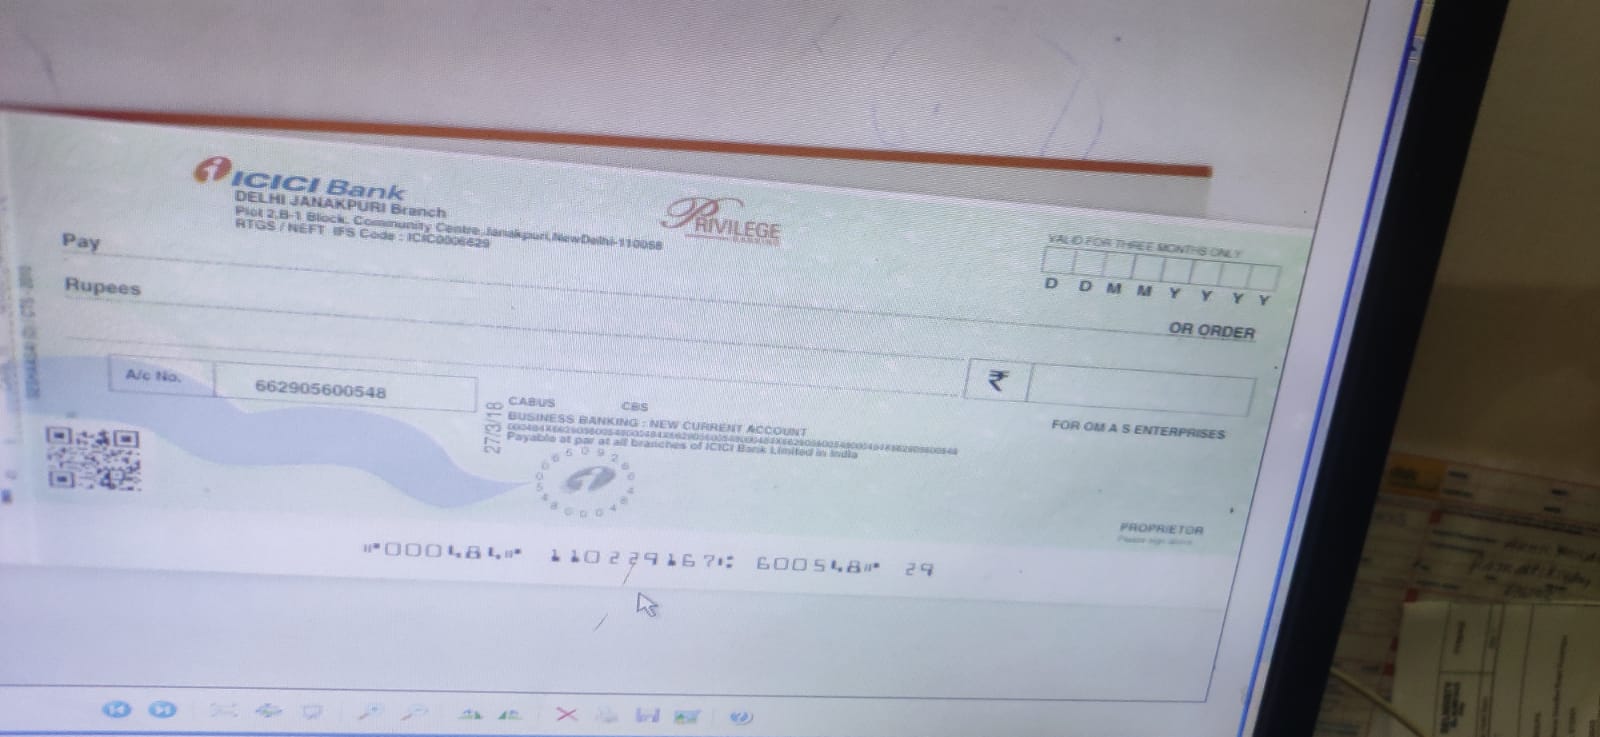 ICICI Bank
DELHI JANAKPURI Branch
Plot 2,B-1 Block, Community Centre,Janakpuri,NewDelhi-110058
RTGS / NEFT IFS Code : ICIC0006629
PRIVILEGE
BANKING
VALID FOR THREE MONTHS ONLY
D D M M Y Y Y Y
Pay
OR ORDER
Rupees
₹
A/c No. 662905600548
CABUS CBS
BUSINESS BANKING : NEW CURRENT ACCOUNT
Payable at par at all branches of ICICI Bank Limited in India
27/3/18
FOR OM A S ENTERPRISES
PROPRIETOR
Please sign above
⑈000484⑈ 110229167⑆ 600548⑈ 29